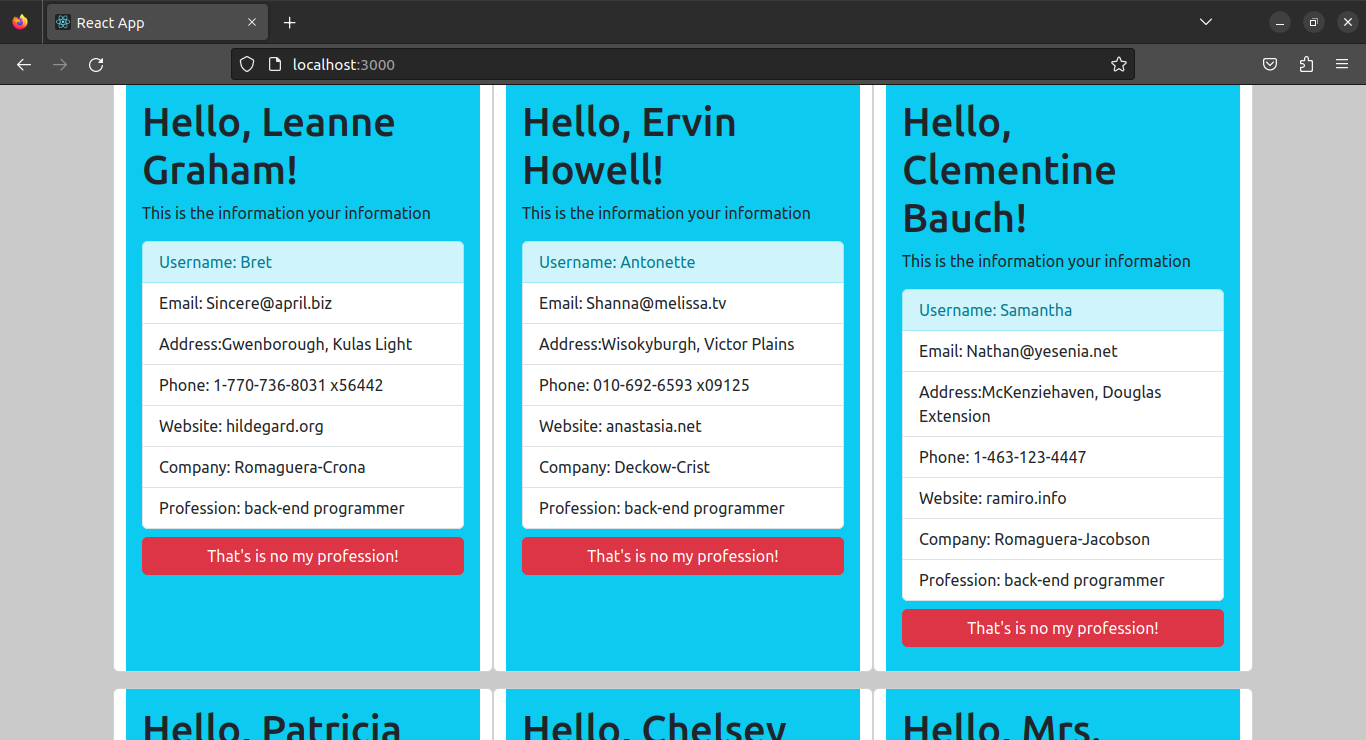 React App
localhost:3000
Hello, Leanne
Graham!
This is the information your information
Username: Bret
Email: Sincere@april.biz
Address:Gwenborough, Kulas Light
Phone: 1-770-736-8031 x56442
Website: hildegard.org
Company: Romaguera-Crona
Profession: back-end programmer
That's is no my profession!
Hello, Ervin
Howell!
This is the information your information
Username: Antonette
Email: Shanna@melissa.tv
Address:Wisokyburgh, Victor Plains
Phone: 010-692-6593 x09125
Website: anastasia.net
Company: Deckow-Crist
Profession: back-end programmer
That's is no my profession!
Hello,
Clementine
Bauch!
This is the information your information
Username: Samantha
Email: Nathan@yesenia.net
Address:McKenziehaven, Douglas
Extension
Phone: 1-463-123-4447
Website: ramiro.info
Company: Romaguera-Jacobson
Profession: back-end programmer
That's is no my profession!
Hello, Patricia
Hello, Chelsey
Hello, Mrs.